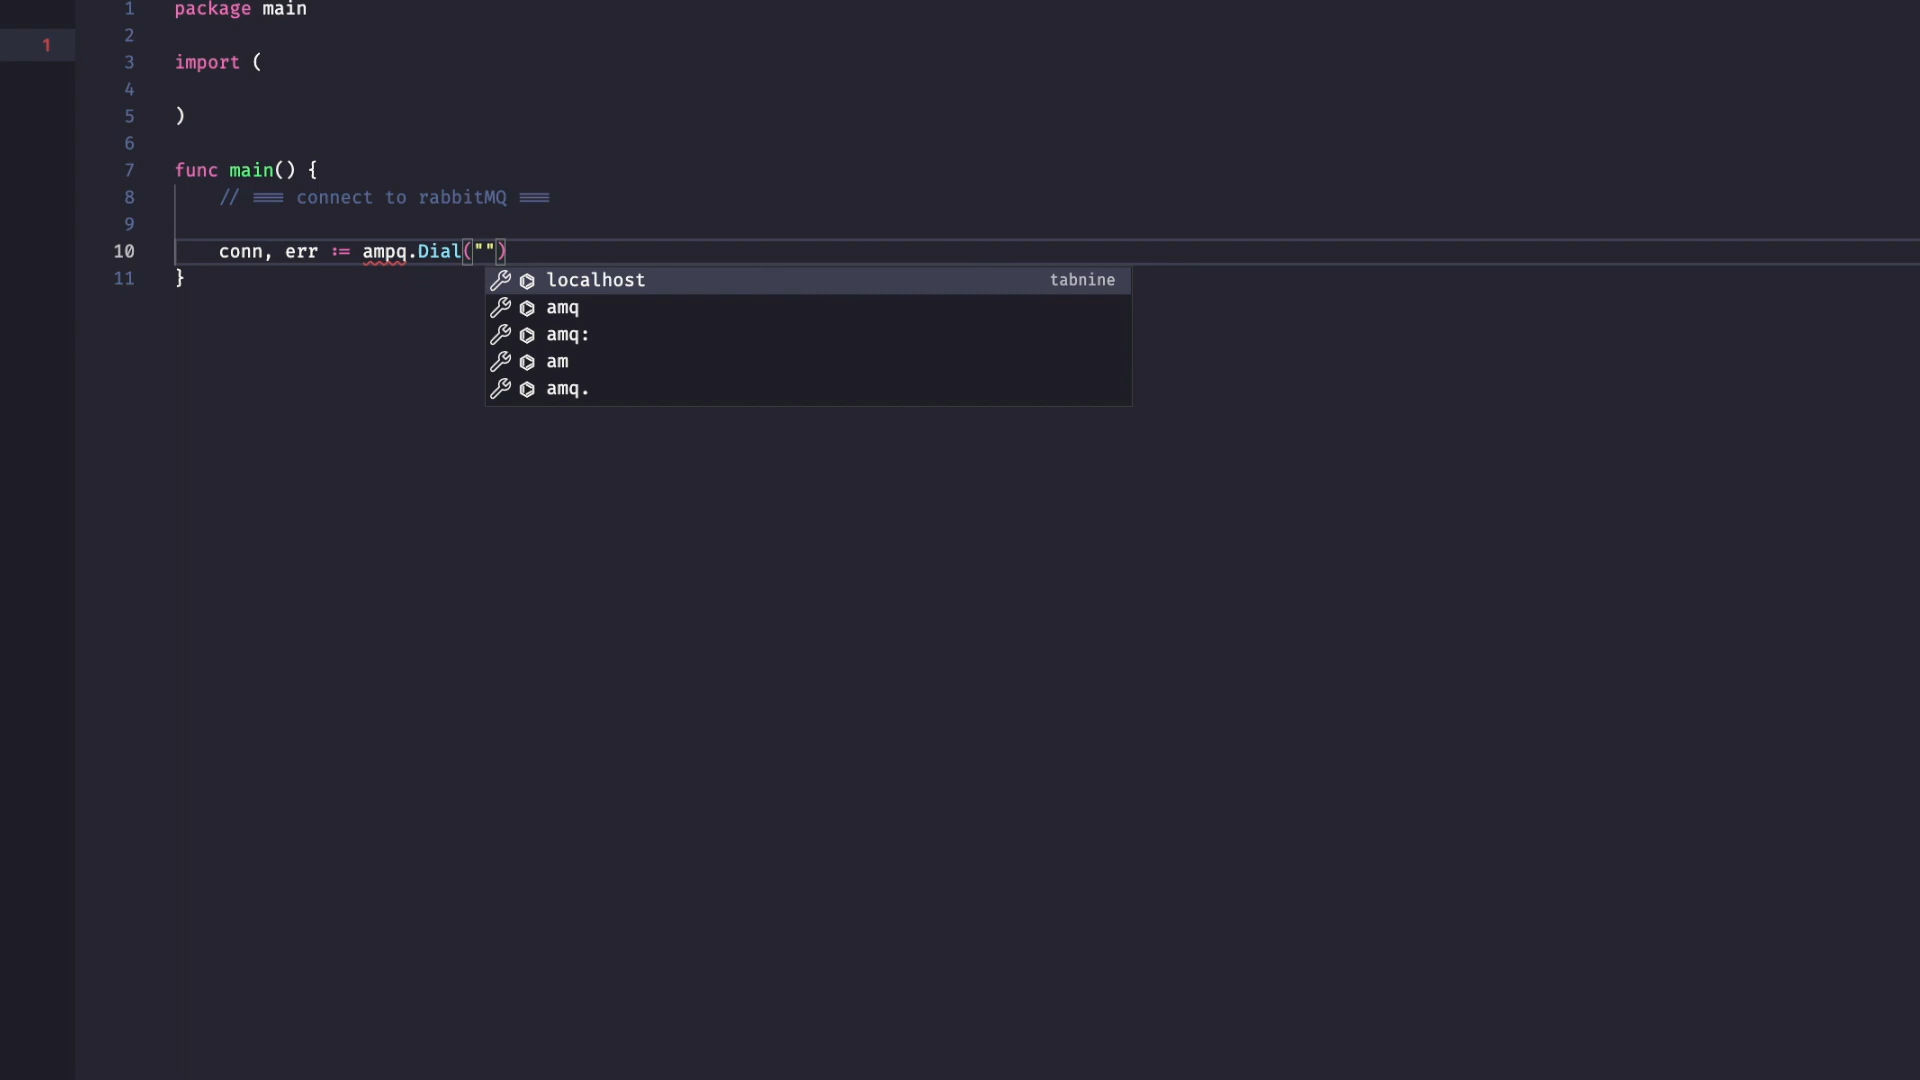 1 package main
2
1
3 import (
4
5 )
6
7 func main() {
8 // === connect to rabbitMQ ===
9
10 conn, err := ampq.Dial("")
11 }
localhost tabnine
amq
amq:
am
amq.